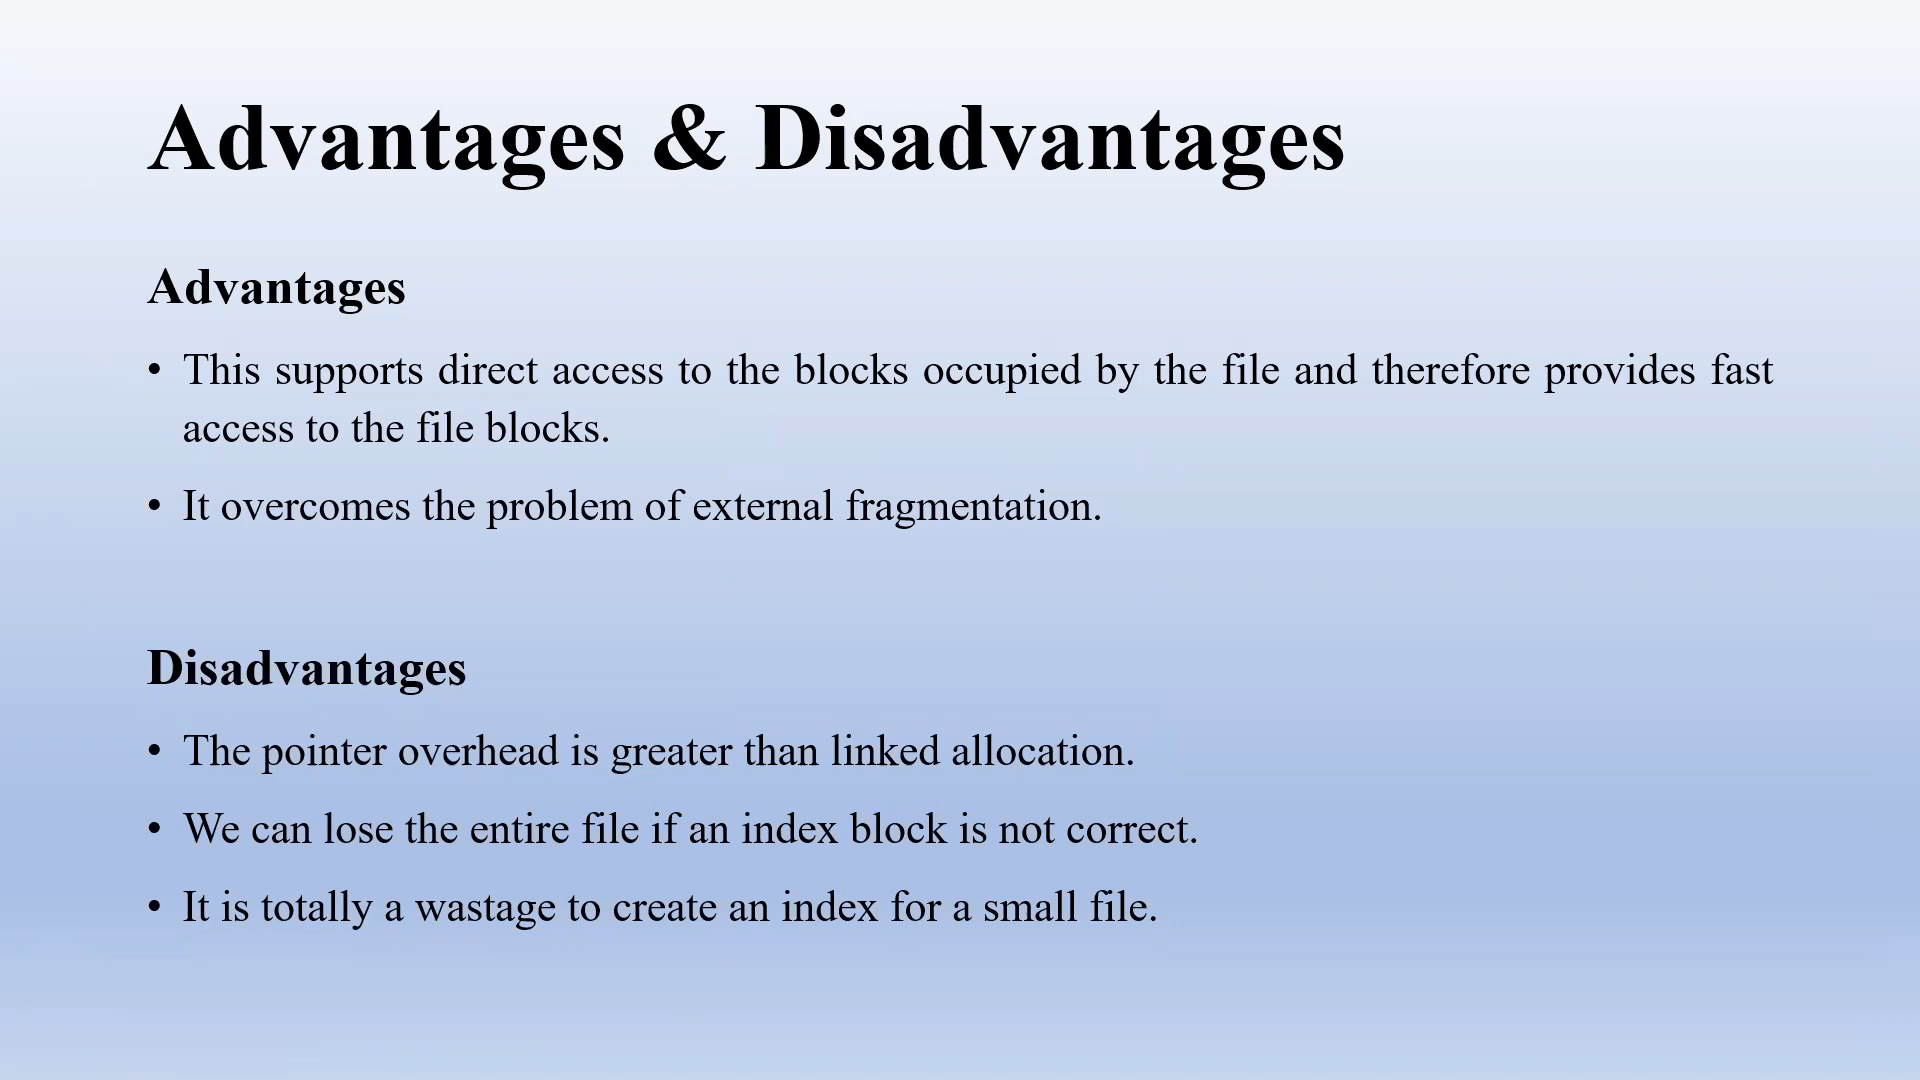 Advantages & Disadvantages
Advantages
• This supports direct access to the blocks occupied by the file and therefore provides fast
access to the file blocks.
• It overcomes the problem of external fragmentation.
Disadvantages
• The pointer overhead is greater than linked allocation.
• We can lose the entire file if an index block is not correct.
• It is totally a wastage to create an index for a small file.